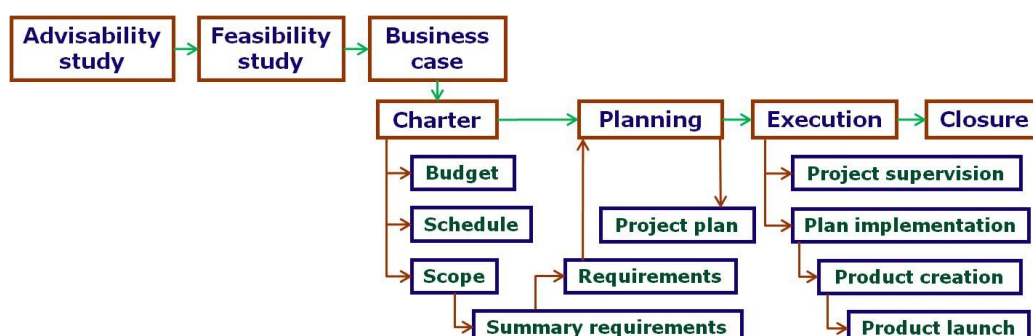 Advisability
study
Feasibility
study
Business
case
Charter
Planning
Execution
Closure
Budget
Project supervision
Schedule
Project plan
Plan implementation
Scope
Requirements
Product creation
Summary requirements
Product launch